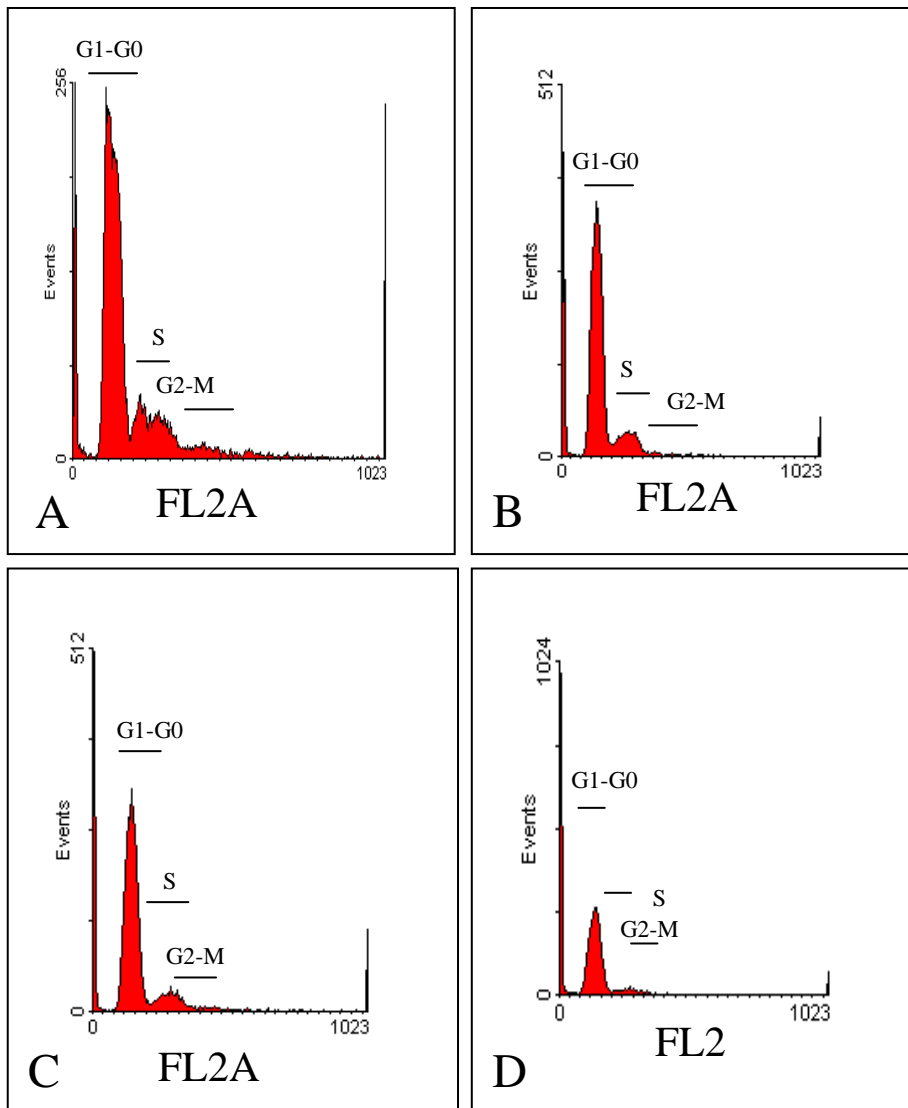 G1-G0
256
Events
S
G2-M
0
0 1023
A FL2A
512
G1-G0
Events
S
G2-M
0
0 1023
B FL2A
512
G1-G0
Events
S
G2-M
0
0 1023
C FL2A
1024
G1-G0
Events
S
G2-M
0
0 1023
D FL2